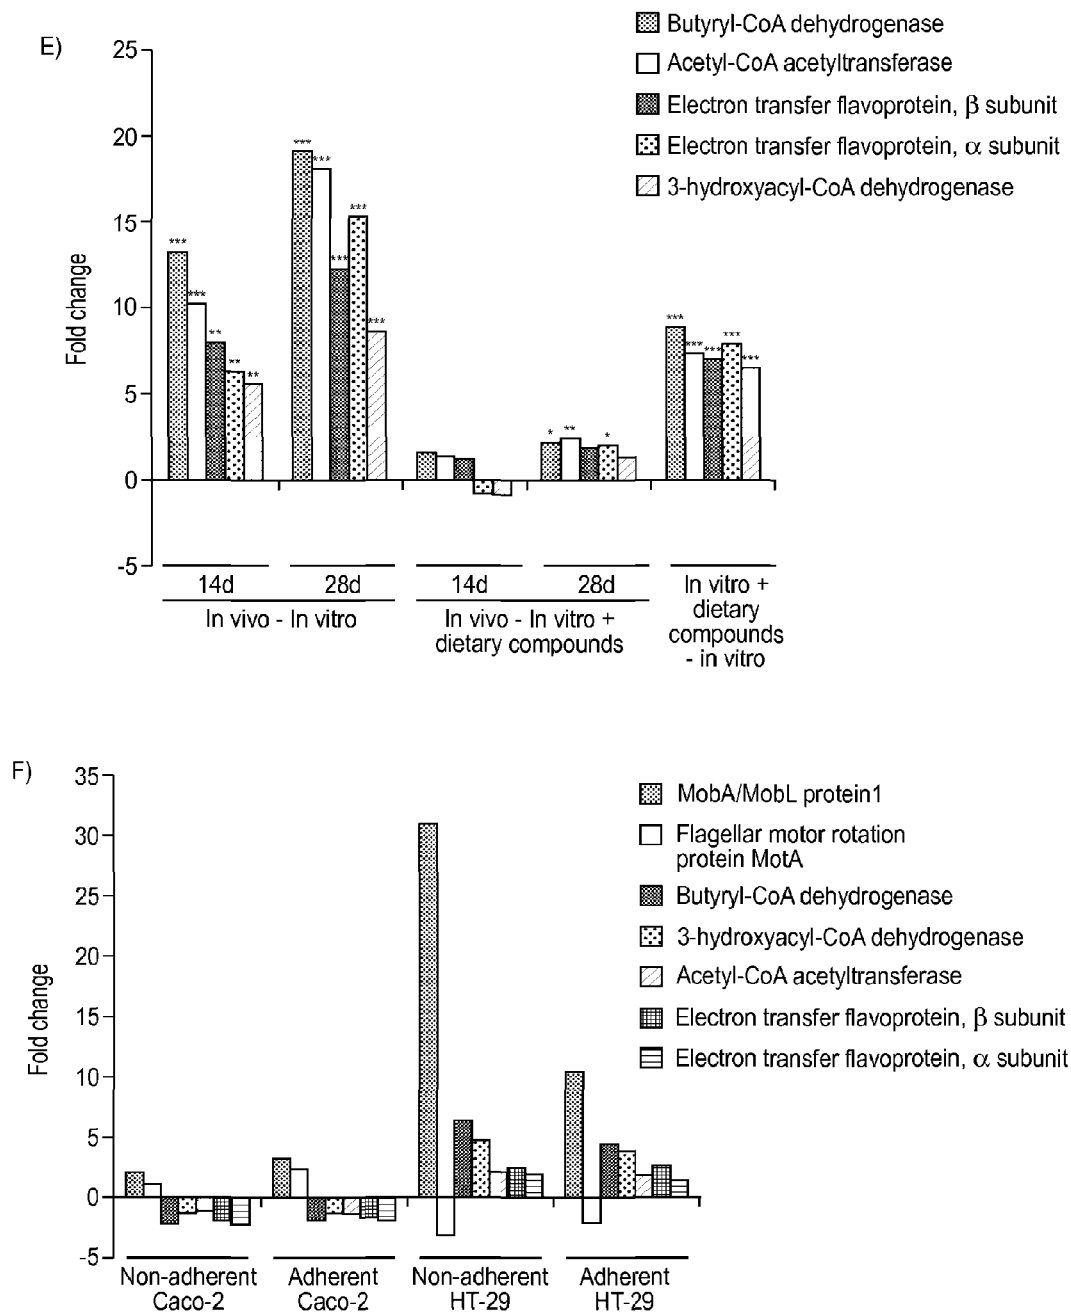 E)
Butyryl-CoA dehydrogenase
Acetyl-CoA acetyltransferase
Electron transfer flavoprotein, β subunit
Electron transfer flavoprotein, α subunit
3-hydroxyacyl-CoA dehydrogenase
Fold change
25
20
15
10
5
0
-5
*** *** ** ** **
*** *** *** *** ***
* ** *
*** *** *** *** ***
14d 28d 14d 28d
In vivo - In vitro
In vivo - In vitro +
dietary compounds
In vitro +
dietary
compounds
- in vitro
F)
MobA/MobL protein1
Flagellar motor rotation
protein MotA
Butyryl-CoA dehydrogenase
3-hydroxyacyl-CoA dehydrogenase
Acetyl-CoA acetyltransferase
Electron transfer flavoprotein, β subunit
Electron transfer flavoprotein, α subunit
Fold change
35
30
25
20
15
10
5
0
-5
Non-adherent
Caco-2
Adherent
Caco-2
Non-adherent
HT-29
Adherent
HT-29